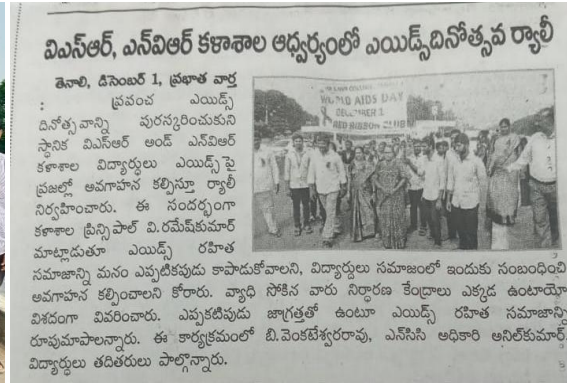 విఎస్ఆర్, ఎన్‌విఆర్ కళాశాల ఆధ్వర్యంలో ఎయిడ్స్‌దినోత్సవ ర్యాలీ
తెనాలి, డిసెంబర్ 1, ప్రభాత వార్త
: ప్రపంచ ఎయిడ్స్
దినోత్సవాన్ని పురస్కరించుకుని
స్థానిక విఎస్ఆర్ అండ్ ఎన్‌విఆర్
కళాశాల విద్యార్థులు ఎయిడ్స్‌పై
ప్రజల్లో అవగాహన కల్పిస్తూ ర్యాలీ
నిర్వహించారు. ఈ సందర్భంగా
కళాశాల ప్రిన్సిపాల్ వి.రమేష్‌కుమార్
మాట్లాడుతూ ఎయిడ్స్ రహిత
సమాజాన్ని మనం ఎప్పటికపుడు కాపాడుకోవాలని, విద్యార్థులు సమాజంలో ఇందుకు సంబంధించి
అవగాహన కల్పించాలని కోరారు. వ్యాధి సోకిన వారు నిర్ధారణ కేంద్రాలు ఎక్కడ ఉంటాయో
విశదంగా వివరించారు. ఎప్పకటిపుడు జాగ్రత్తతో ఉంటూ ఎయిడ్స్ రహిత సమాజాన్ని
రూపుమాపాలన్నారు. ఈ కార్యక్రమంలో బి.వెంకటేశ్వరరావు, ఎన్‌సిసి అధికారి అనిల్‌కుమార్,
విద్యార్థులు తదితరులు పాల్గొన్నారు.
WORLD AIDS DAY
DECEMBER 1
RED RIBBON CLUB